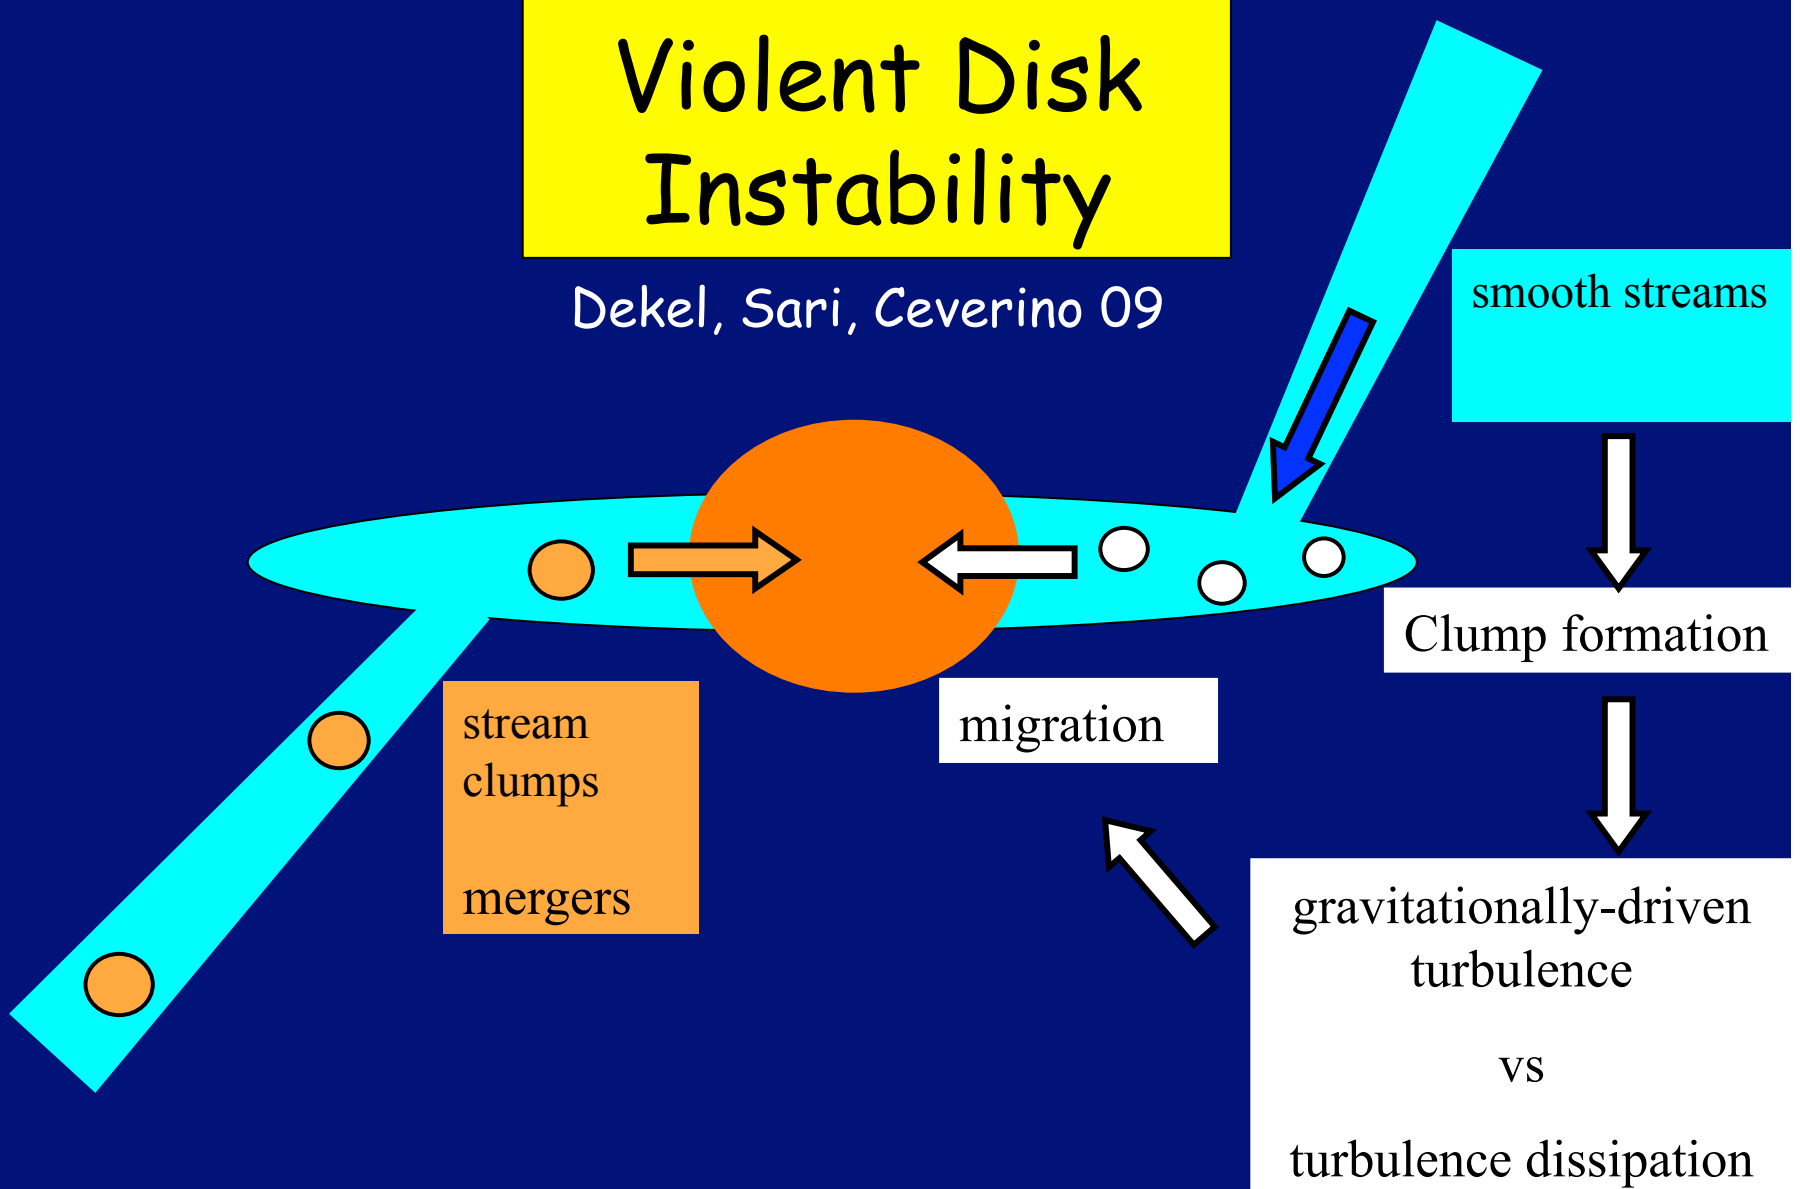 Violent Disk
Instability
Dekel, Sari, Ceverino 09
smooth streams
Clump formation
stream
clumps
mergers
migration
gravitationally-driven
turbulence
vs
turbulence dissipation